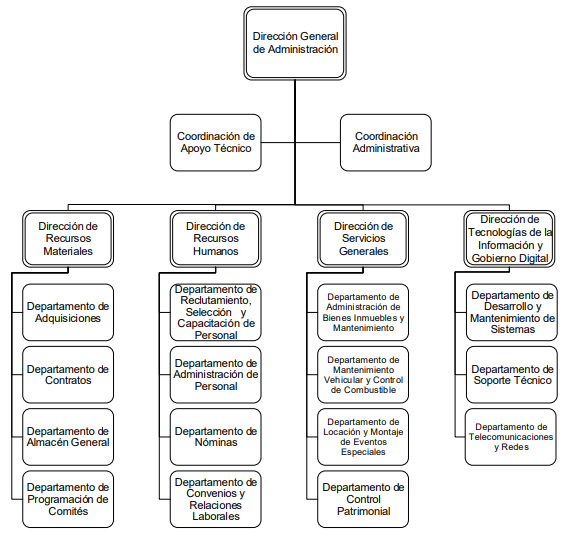 Dirección General
de Administración
Coordinación de
Apoyo Técnico
Coordinación
Administrativa
Dirección de
Recursos
Materiales
Dirección de
Recursos
Humanos
Dirección de
Servicios
Generales
Dirección de
Tecnologías de la
Información y
Gobierno Digital
Departamento de
Adquisiciones
Departamento de
Contratos
Departamento de
Almacén General
Departamento de
Programación de
Comités
Departamento de
Reclutamiento,
Selección y
Capacitación de
Personal
Departamento de
Administración de
Personal
Departamento de
Nóminas
Departamento de
Convenios y
Relaciones
Laborales
Departamento de
Administración de
Bienes Inmuebles y
Mantenimiento
Departamento de
Mantenimiento
Vehicular y Control
de Combustible
Departamento de
Locación y Montaje
de Eventos
Especiales
Departamento de
Control
Patrimonial
Departamento de
Desarrollo y
Mantenimiento de
Sistemas
Departamento de
Soporte Técnico
Departamento de
Telecomunicaciones
y Redes